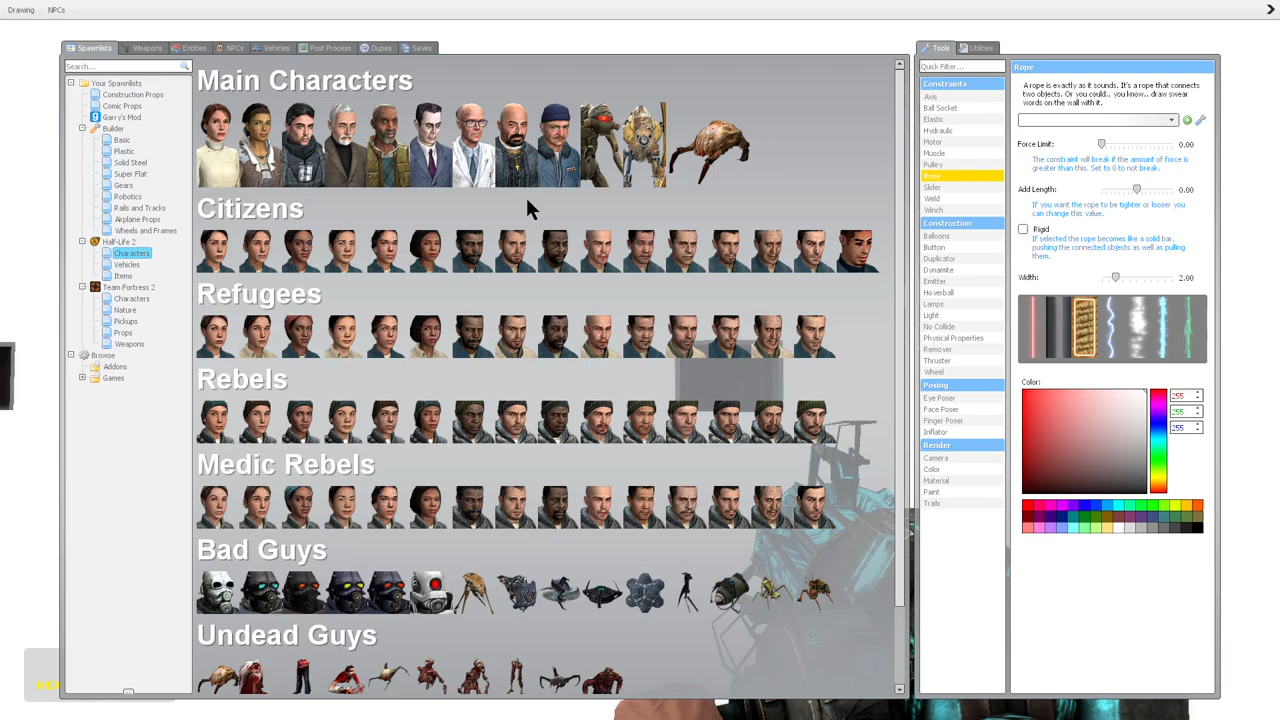 Drawing NPCs
Spawnlists Weapons Entities NPCs Vehicles Post Process Dupes Saves
Search...
Your Spawnlists
Construction Props
Comic Props
Garry's Mod
Builder
Basic
Plastic
Solid Steel
Super Flat
Gears
Robotics
Rails and Tracks
Airplane Props
Wheels and Frames
Half-Life 2
Characters
Vehicles
Items
Team Fortress 2
Characters
Nature
Pickups
Props
Weapons
Browse
Addons
Games
Main Characters
Citizens
Refugees
Rebels
Medic Rebels
Bad Guys
Undead Guys
Tools Utilities
Quick Filter...
Constraints
Axis
Ball Socket
Elastic
Hydraulic
Motor
Muscle
Pulley
Rope
Slider
Weld
Winch
Construction
Balloons
Button
Duplicator
Dynamite
Emitter
Hoverball
Lamps
Light
No Collide
Physical Properties
Remover
Thruster
Wheel
Posing
Eye Poser
Face Poser
Finger Poser
Inflator
Render
Camera
Color
Material
Paint
Trails
Rope
A rope is exactly as it sounds. It's a rope that connects
two objects. Or you could.. you know.. draw swear
words on the wall with it.
Force Limit: 0.00
The constraint will break if the amount of force is
greater than this. Set to 0 to not break.
Add Length: 0.00
If you want the rope to be tighter or looser you
can change this value.
Rigid
If selected the rope becomes like a solid bar,
pushing the connected objects as well as pulling
them.
Width: 2.00
Color:
255
255
255